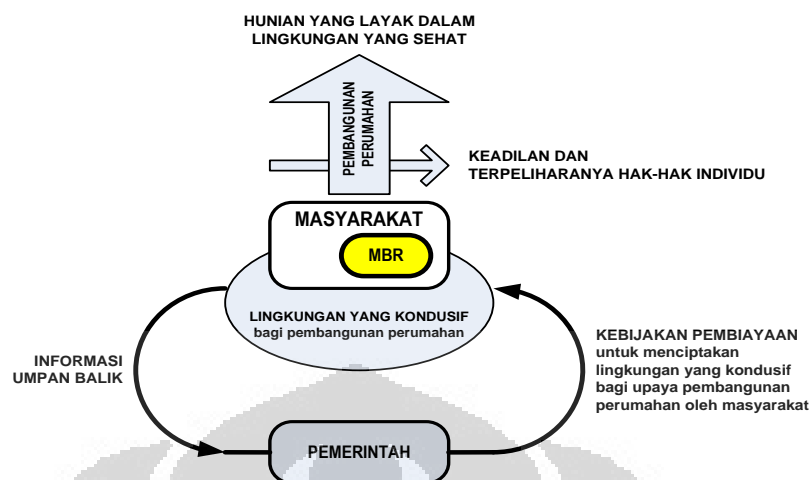 HUNIAN YANG LAYAK DALAM
LINGKUNGAN YANG SEHAT
PEMBANGUNAN
PERUMAHAN
KEADILAN DAN
TERPELIHARANYA HAK-HAK INDIVIDU
MASYARAKAT
MBR
LINGKUNGAN YANG KONDUSIF
bagi pembangunan perumahan
INFORMASI
UMPAN BALIK
KEBIJAKAN PEMBIAYAAN
untuk menciptakan
lingkungan yang kondusif
bagi upaya pembangunan
perumahan oleh masyarakat
PEMERINTAH